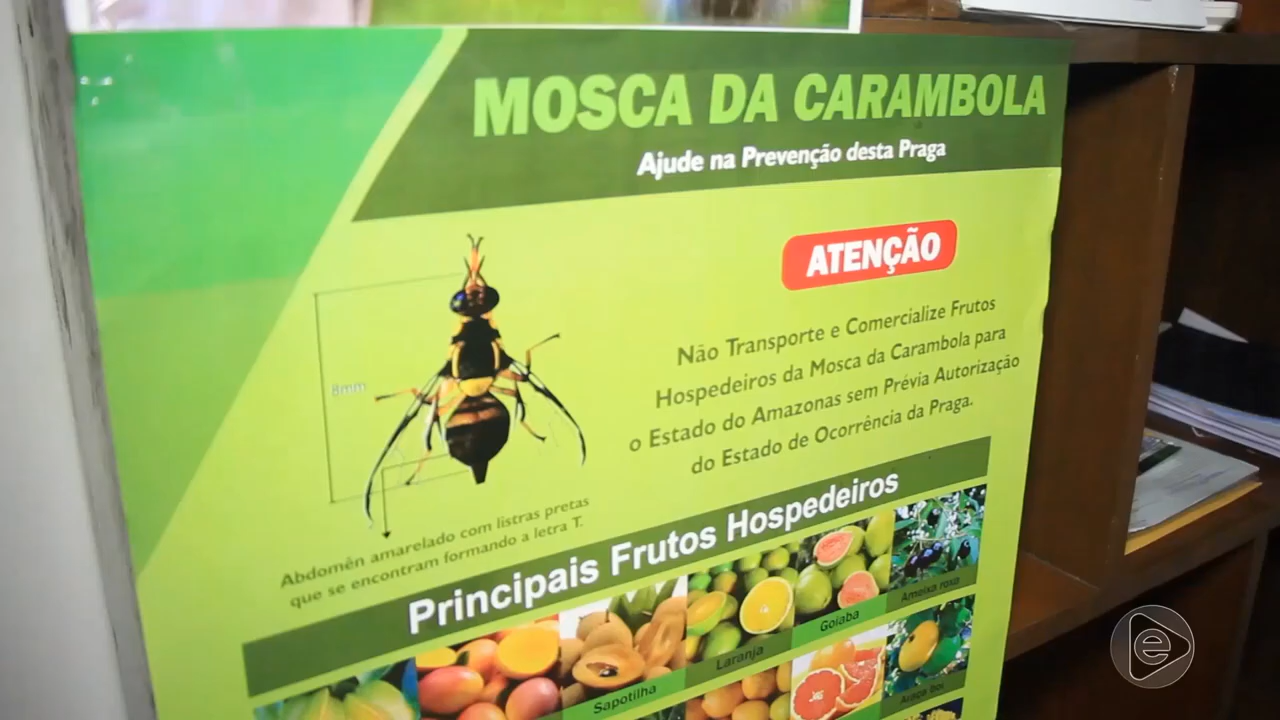 MOSCA DA CARAMBOLA
Ajude na Prevenção desta Praga
ATENÇÃO
Não Transporte e Comercialize Frutos
Hospedeiros da Mosca da Carambola para
o Estado do Amazonas sem Prévia Autorização
do Estado de Ocorrência da Praga.
8mm
Abdomên amarelado com listras pretas
que se encontram formando a letra T.
Principais Frutos Hospedeiros
Ameixa roxa
Goiaba
Laranja
Sapotilha
Araçá boi
e